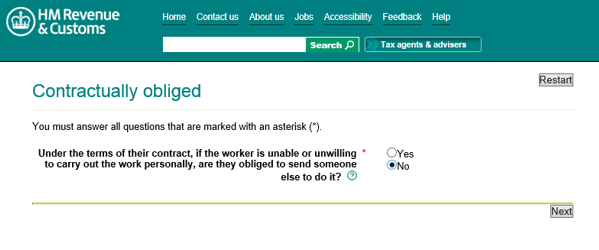 HM Revenue
& Customs
Home Contact us About us Jobs Accessibility Feedback Help
Search
Tax agents & advisers
Restart
Contractually obliged
You must answer all questions that are marked with an asterisk (*).
Under the terms of their contract, if the worker is unable or unwilling * Yes
to carry out the work personally, are they obliged to send someone No
else to do it? ?
Next